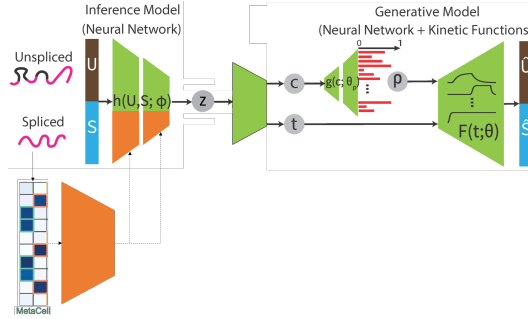 Inference Model
(Neural Network)
Generative Model
(Neural Network + Kinetic Functions
0 1
Unspliced
U
h(U,S; ϕ)
z
c
g(c; θρ)
ρ
Û
Spliced
S
t
F(t;θ)
Ŝ
MetaCell